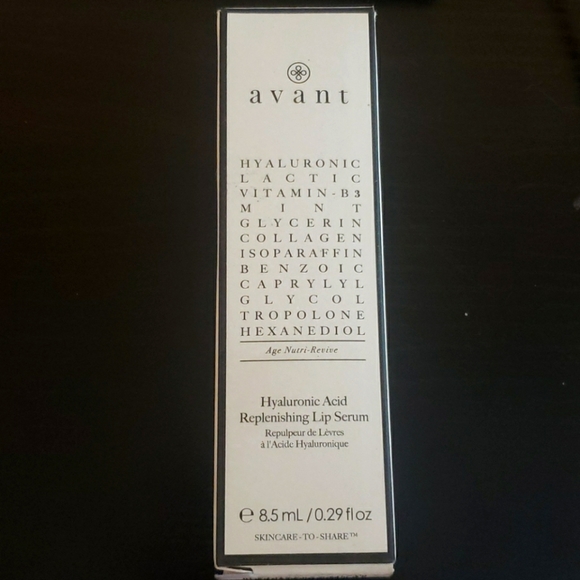 avant
HYALURONIC
LACTIC
VITAMIN-B3
MINT
GLYCERIN
COLLAGEN
ISOPARAFFIN
BENZOIC
CAPRYLYL
GLYCOL
TROPOLONE
HEXANEDIOL
Age Nutri-Revive
Hyaluronic Acid
Replenishing Lip Serum
Repulpeur de Lèvres
à l'Acide Hyaluronique
℮ 8.5 mL / 0.29 fl oz
SKINCARE-TO-SHARE™